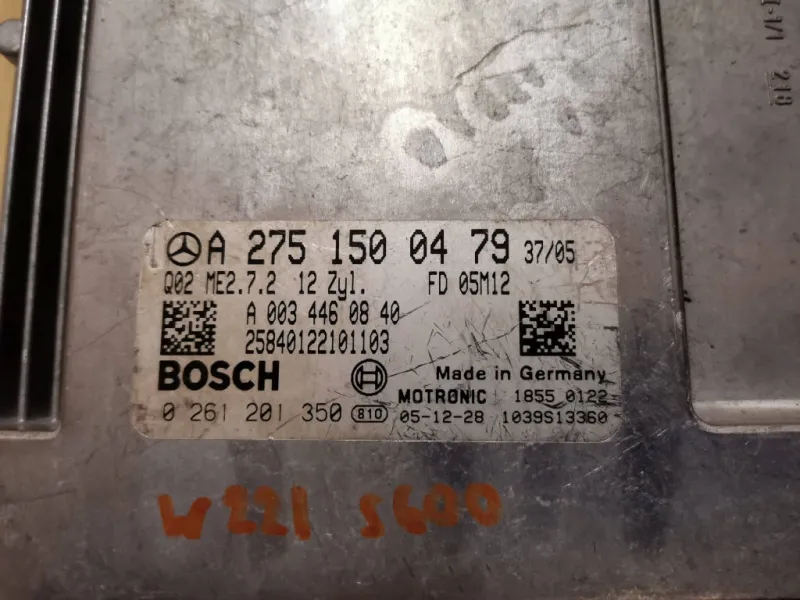 A 275 150 04 79 37/05
Q02 ME2.7.2 12 Zyl. FD 05M12
A 003 446 08 40
25840122101103
BOSCH Made in Germany
MOTRONIC 1855 0122
0 261 201 350 810 05-12-28 1039S13360
W221 S600
218